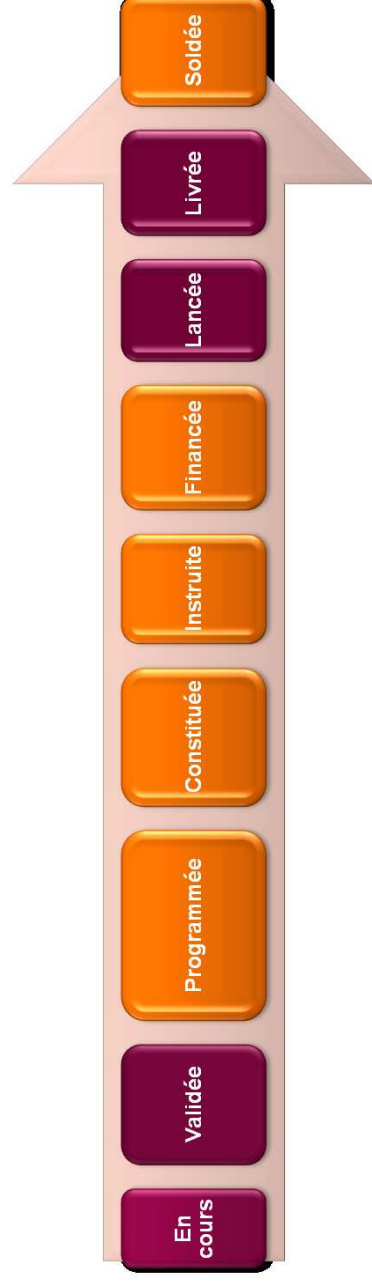 En
cours
Validée
Programmée
Constituée
Instruite
Financée
Lancée
Livrée
Soldée